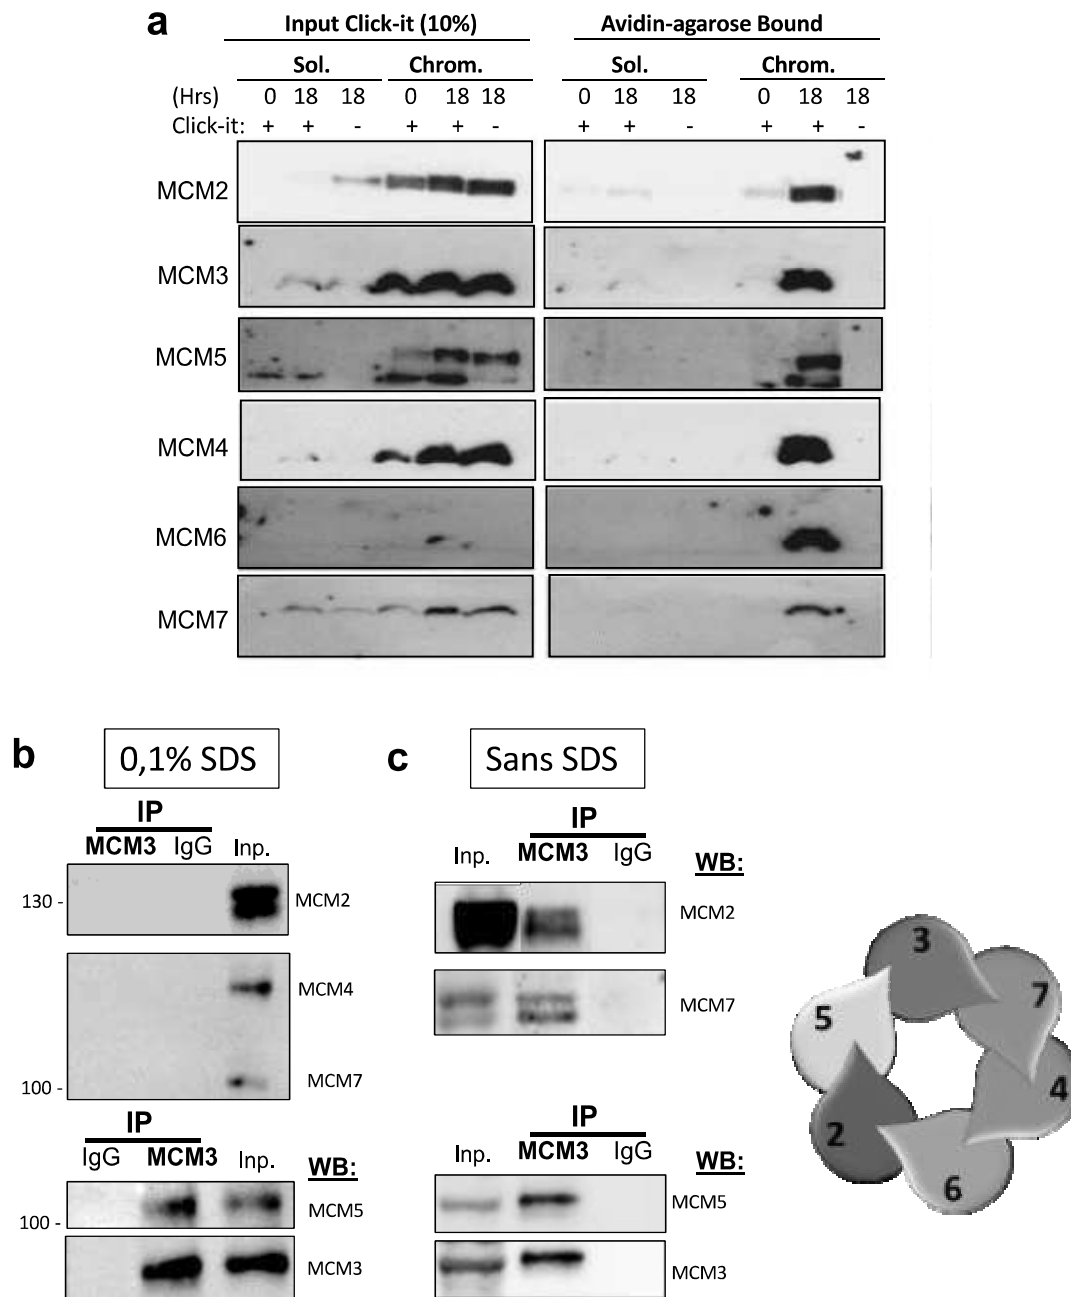 a
Input Click-it (10%) Avidin-agarose Bound
Sol. Chrom. Sol. Chrom.
(Hrs) 0 18 18 0 18 18 0 18 18 0 18 18
Click-it: + + - + + - + + - + + -
MCM2
MCM3
MCM5
MCM4
MCM6
MCM7
b 0,1% SDS
IP
MCM3 IgG Inp.
130 - MCM2
MCM4
100 - MCM7
IP
IgG MCM3 Inp. WB:
100 - MCM5
MCM3
c Sans SDS
IP
Inp. MCM3 IgG WB:
MCM2
MCM7
IP
Inp. MCM3 IgG WB:
MCM5
MCM3
3
7
5
4
2
6